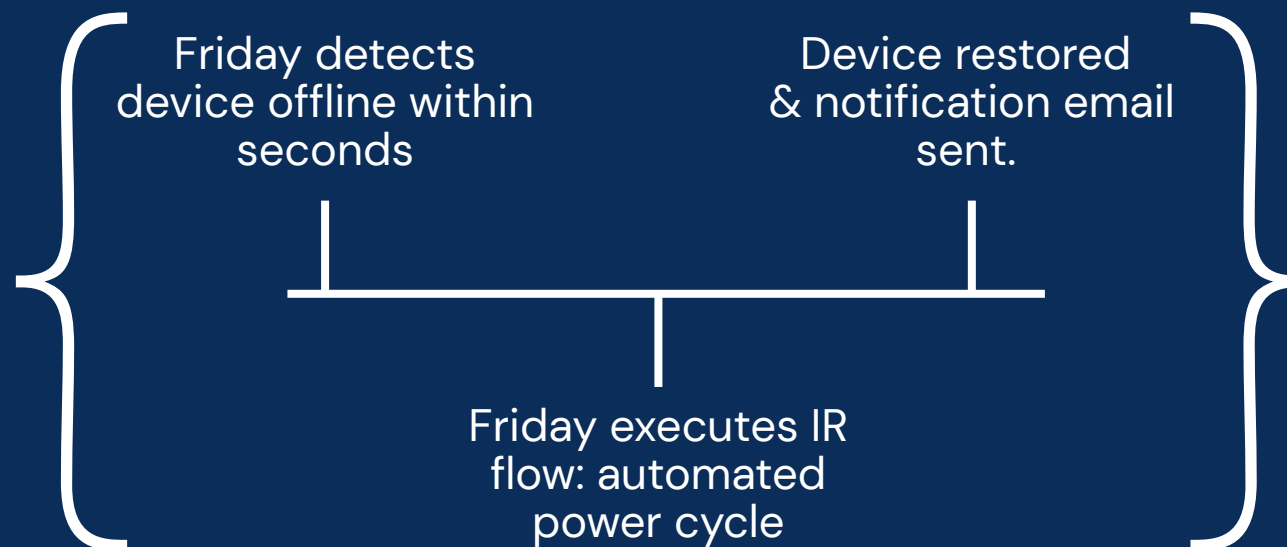 Friday detects
device offline within
seconds
Device restored
& notification email
sent.
Friday executes IR
flow: automated
power cycle